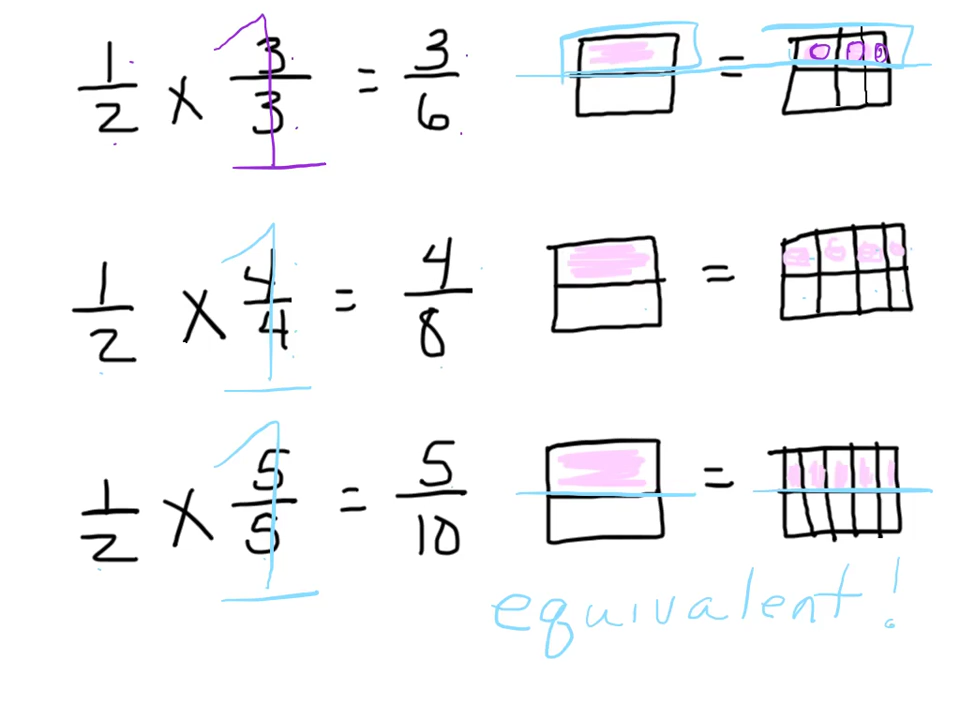 1/2 x 3/3 = 3/6 =
1/2 x 4/4 = 4/8 =
1/2 x 5/5 = 5/10 =
equivalent!